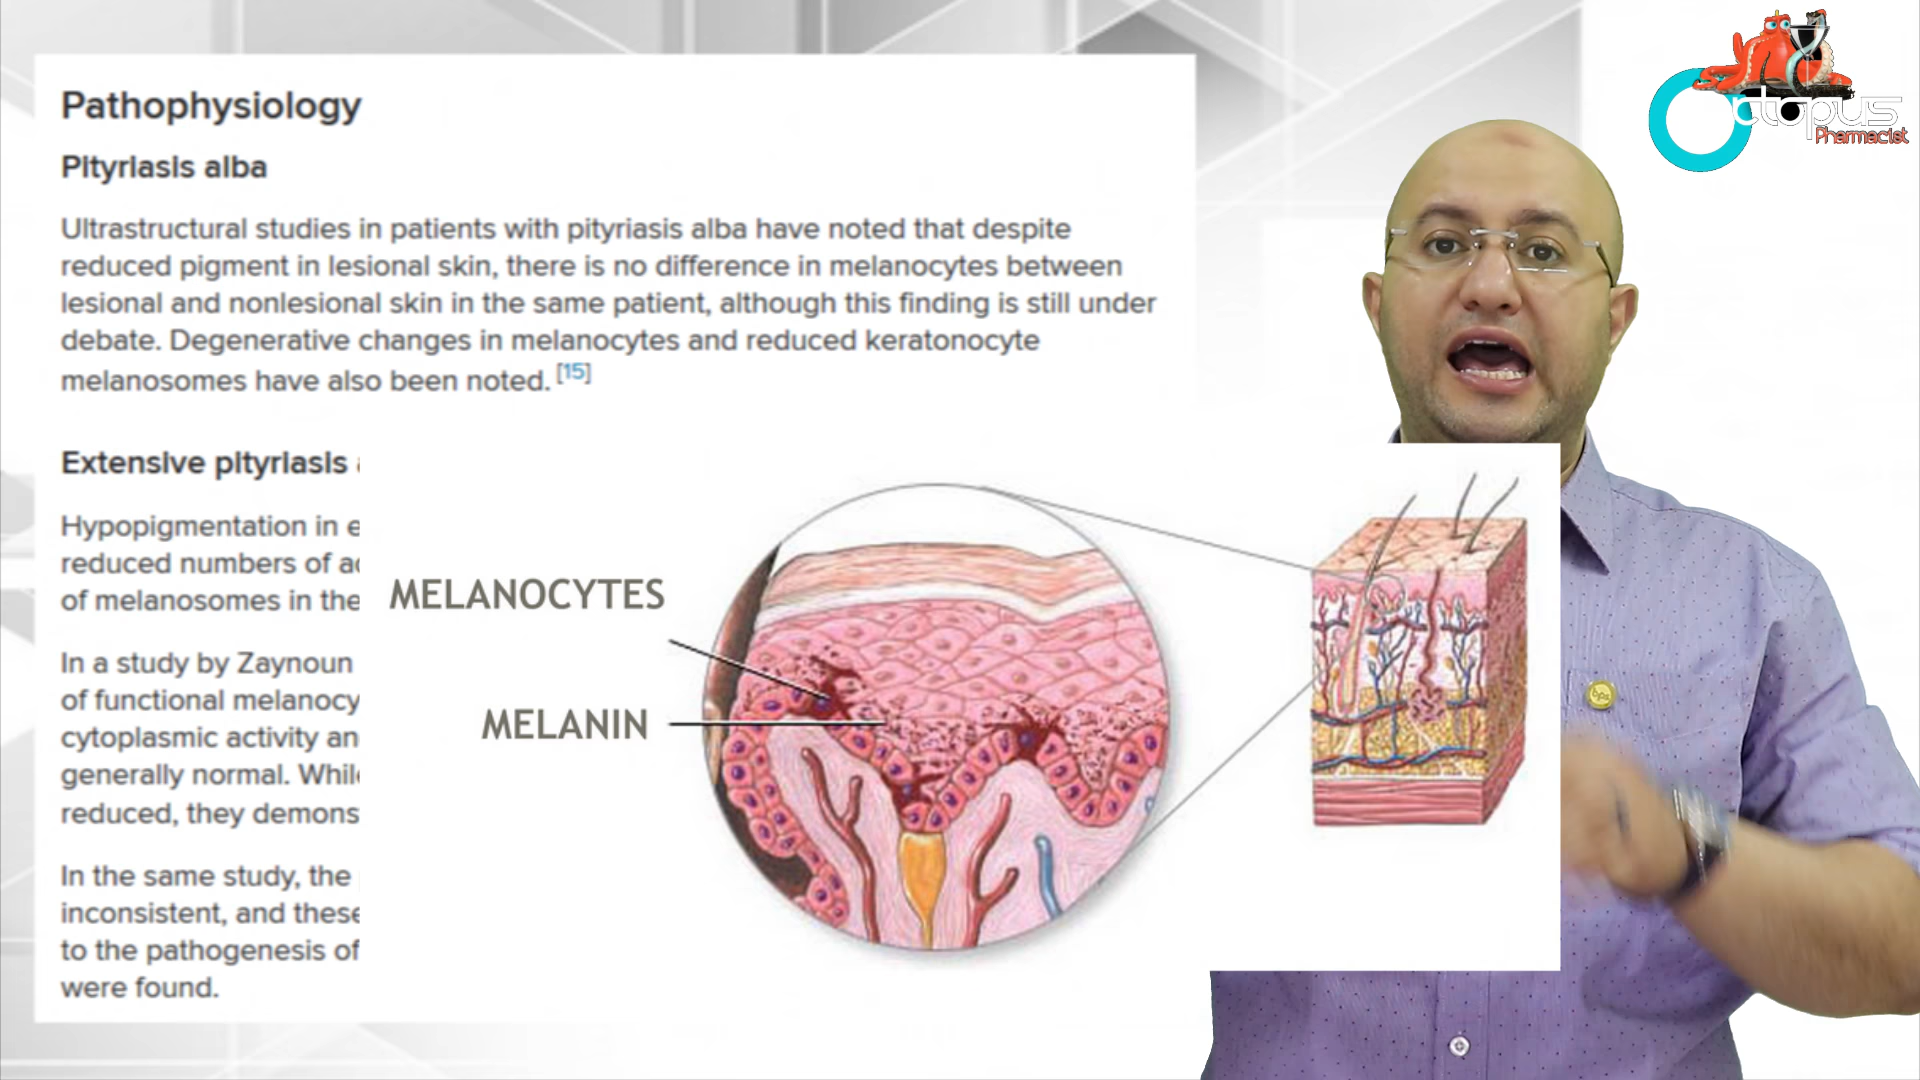 Pathophysiology
Pityriasis alba
Ultrastructural studies in patients with pityriasis alba have noted that despite
reduced pigment in lesional skin, there is no difference in melanocytes between
lesional and nonlesional skin in the same patient, although this finding is still under
debate. Degenerative changes in melanocytes and reduced keratonocyte
melanosomes have also been noted. [15]
Extensive pityriasis
Hypopigmentation in e
reduced numbers of ac
of melanosomes in the
In a study by Zaynoun
of functional melanocy
cytoplasmic activity an
generally normal. While
reduced, they demons
In the same study, the
inconsistent, and these
to the pathogenesis of
were found.
MELANOCYTES
MELANIN
Octopus
Pharmacist
bps